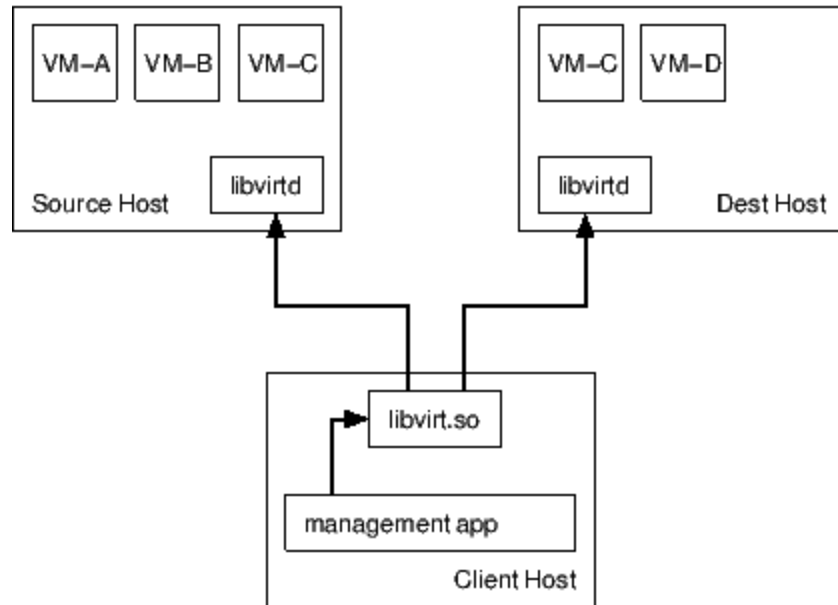 VM-A VM-B VM-C
VM-C VM-D
libvirtd
Source Host
libvirtd
Dest Host
libvirt.so
management app
Client Host